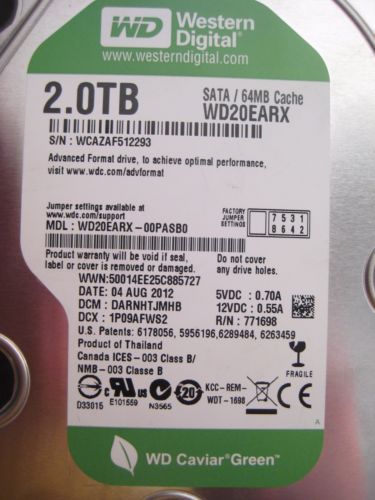 WD Western Digital®
www.westerndigital.com
2.0TB
SATA / 64MB Cache
WD20EARX
S/N : WCAZAF512293
Advanced Format drive, to achieve optimal performance,
visit www.wdc.com/advformat
Jumper settings available at
www.wdc.com/support
MDL : WD20EARX-00PASB0
FACTORY JUMPER SETTINGS
7 5 3 1
8 6 4 2
Product warranty will be void if seal,
label or cover is removed or damaged.
Do not cover
any drive holes.
WWN:50014EE25C885727
DATE: 04 AUG 2012
DCM : DARNHTJMHB
DCX : 1P09AFWS2
5VDC : 0.70A
12VDC : 0.55A
R/N : 771698
U.S. Patents: 6178056, 5956196,6289484, 6263459
Product of Thailand
Canada ICES-003 Class B/
NMB-003 Class B
FRAGILE
KCC-REM-
WDT-1698
D33015
E101559
N3565
20
A
WD Caviar®Green™